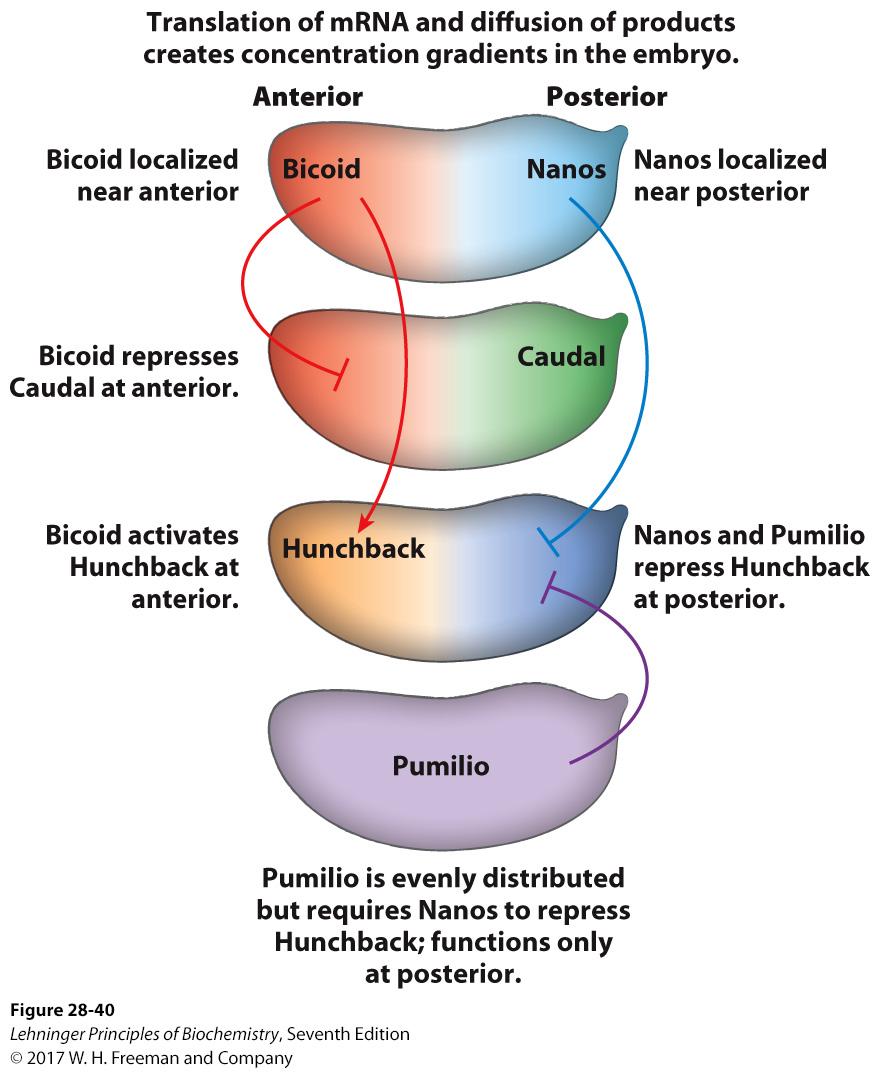 Translation of mRNA and diffusion of products
creates concentration gradients in the embryo.
Anterior
Posterior
Bicoid localized
near anterior
Bicoid
Nanos
Nanos localized
near posterior
Bicoid represses
Caudal at anterior.
Caudal
Bicoid activates
Hunchback at
anterior.
Hunchback
Nanos and Pumilio
repress Hunchback
at posterior.
Pumilio
Pumilio is evenly distributed
but requires Nanos to repress
Hunchback; functions only
at posterior.
Figure 28-40
Lehninger Principles of Biochemistry, Seventh Edition
© 2017 W. H. Freeman and Company